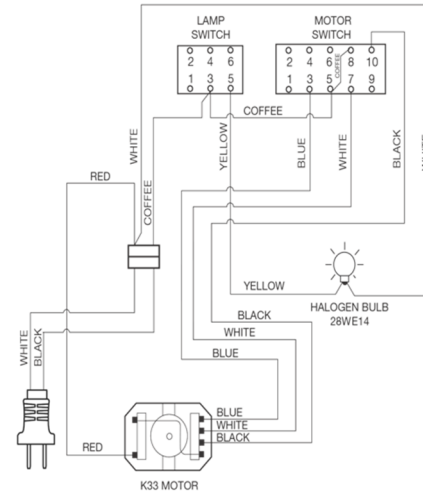 LAMP
SWITCH
MOTOR
SWITCH
2 4 6
1 3 5
2 4 6 8 10
1 3 5 7 9
COFFEE
COFFEE
WHITE
YELLOW
BLUE
WHITE
BLACK
RED
COFFEE
YELLOW
HALOGEN BULB
28WE14
BLACK
WHITE
BLUE
WHITE
BLACK
BLUE
WHITE
BLACK
RED
K33 MOTOR